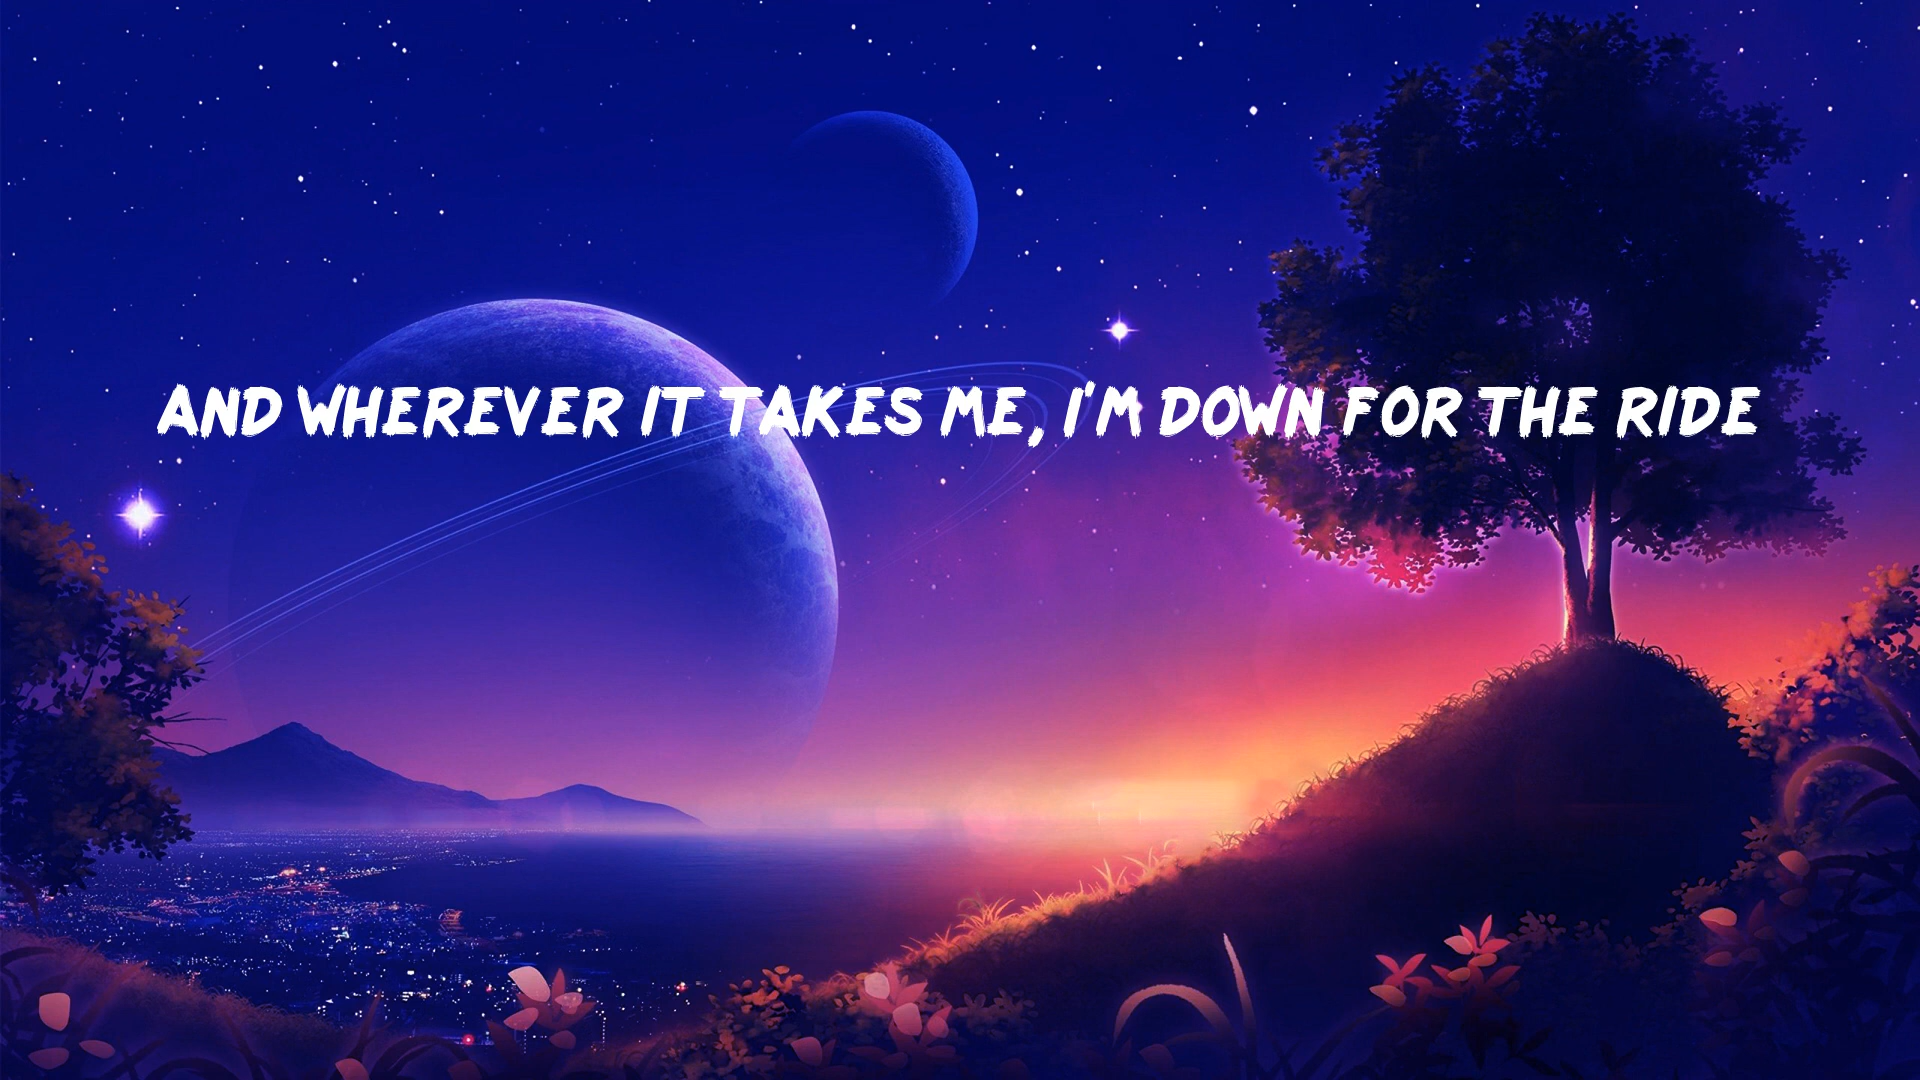 AND WHEREVER IT TAKES ME, I'M DOWN FOR THE RIDE